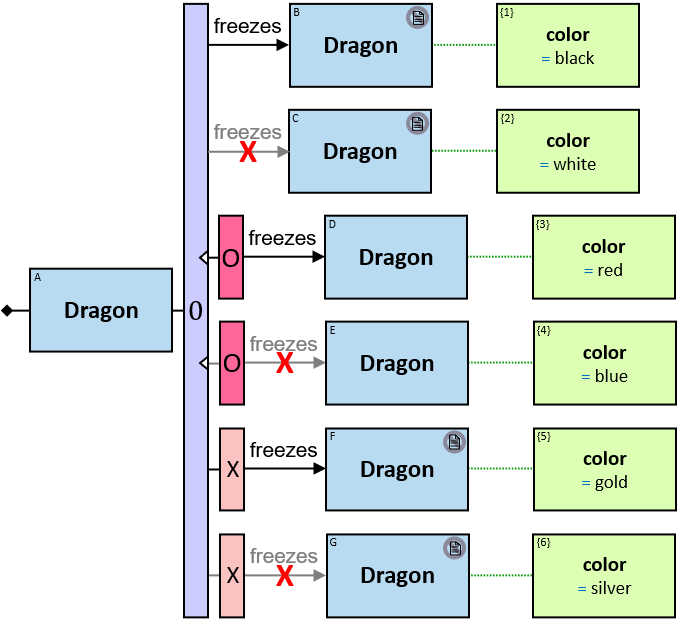 freezes
B
Dragon
{1}
color
= black
freezes
X
C
Dragon
{2}
color
= white
O
freezes
D
Dragon
{3}
color
= red
A
Dragon
0
O
freezes
X
E
Dragon
{4}
color
= blue
X
freezes
F
Dragon
{5}
color
= gold
X
freezes
X
G
Dragon
{6}
color
= silver